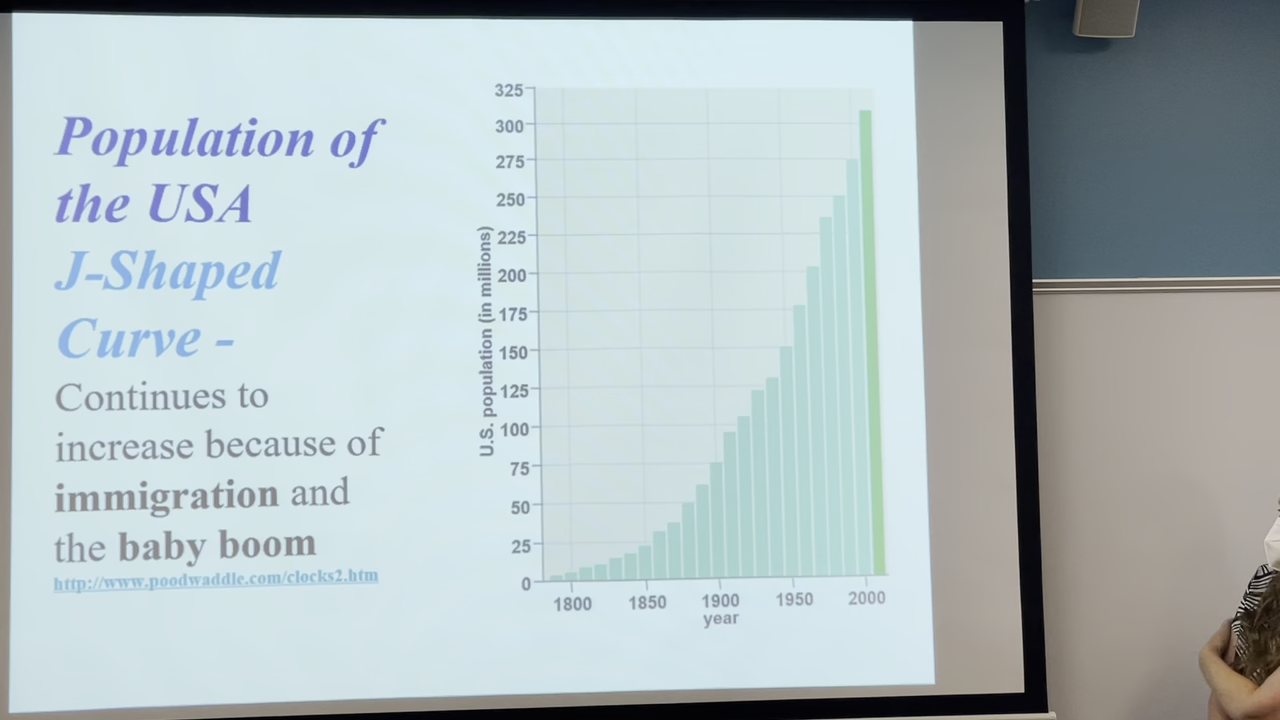 Population of
the USA
J-Shaped
Curve -
Continues to
increase because of
immigration and
the baby boom
http://www.poodwaddle.com/clocks2.htm
U.S. population (in millions)
325
300
275
250
225
200
175
150
125
100
75
50
25
0
1800 1850 1900 1950 2000
year